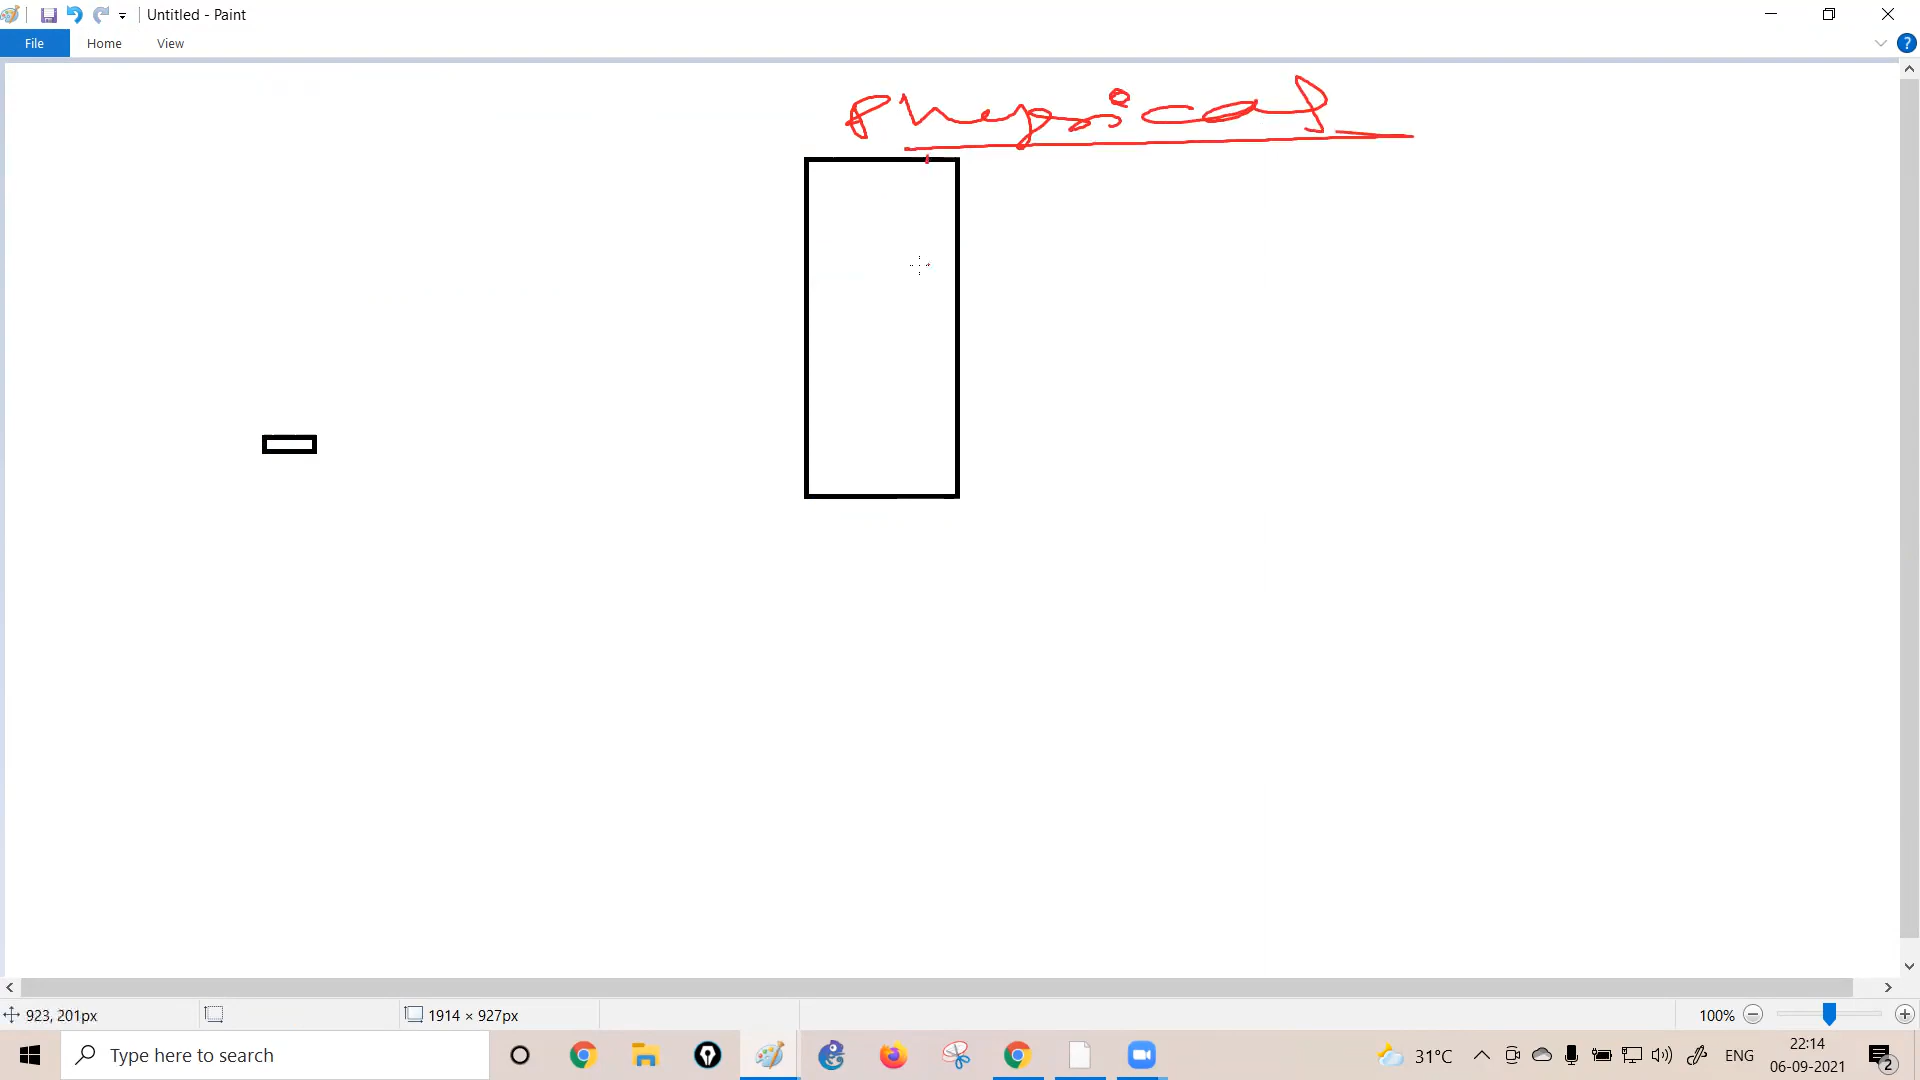 Untitled - Paint
File Home View
Physical
923, 201px
1914 × 927px
100%
Type here to search
31°C
ENG
22:14
06-09-2021
2